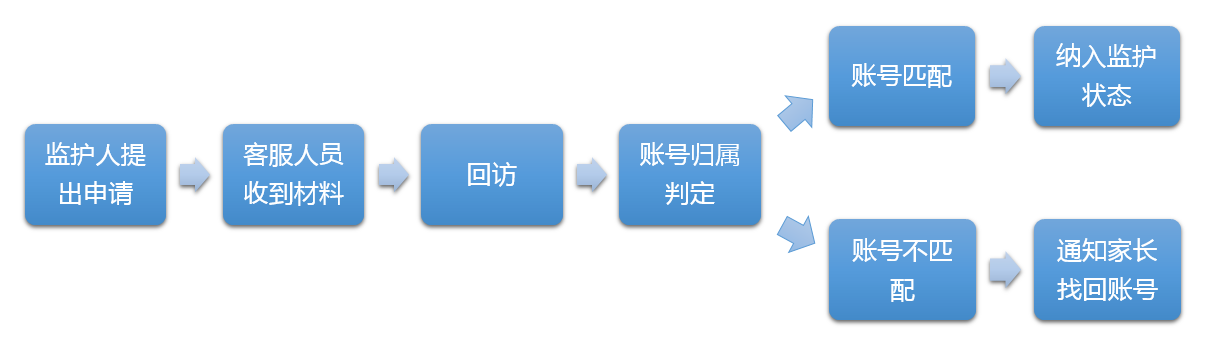 监护人提
出申请
客服人员
收到材料
回访
账号归属
判定
账号匹配
纳入监护
状态
账号不匹
配
通知家长
找回账号